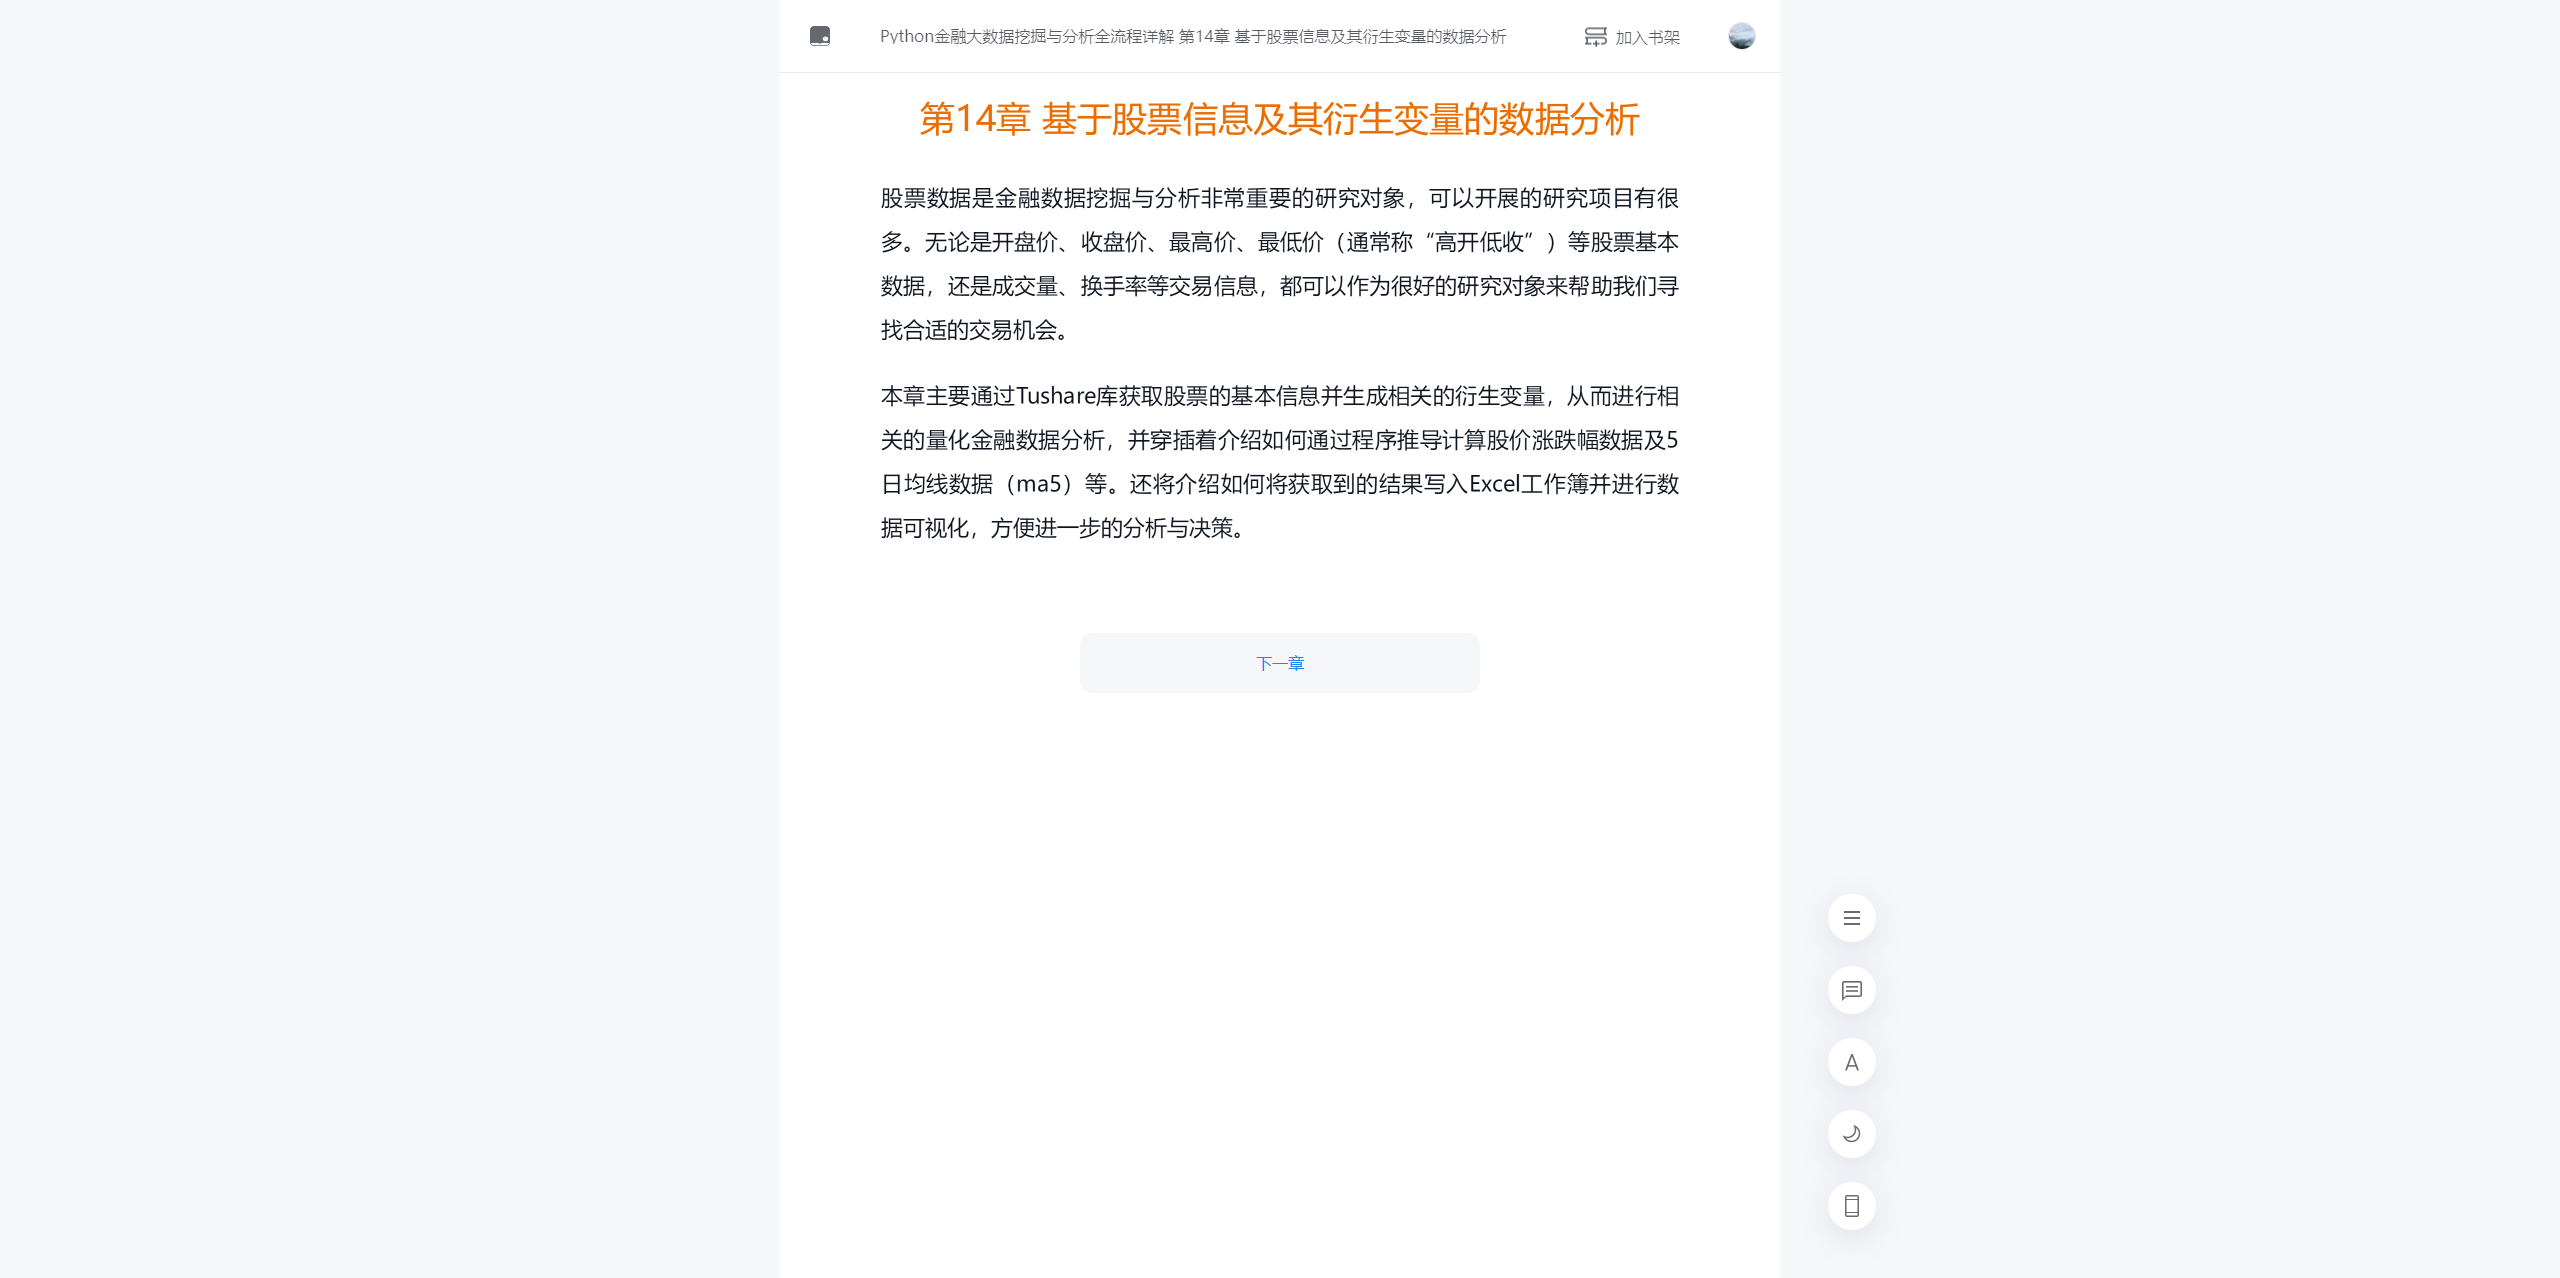 Python金融大数据挖掘与分析全流程详解 第14章 基于股票信息及其衍生变量的数据分析
加入书架
第14章 基于股票信息及其衍生变量的数据分析
股票数据是金融数据挖掘与分析非常重要的研究对象，可以开展的研究项目有很
多。无论是开盘价、收盘价、最高价、最低价（通常称“高开低收”）等股票基本
数据，还是成交量、换手率等交易信息，都可以作为很好的研究对象来帮助我们寻
找合适的交易机会。
本章主要通过Tushare库获取股票的基本信息并生成相关的衍生变量，从而进行相
关的量化金融数据分析，并穿插着介绍如何通过程序推导计算股价涨跌幅数据及5
日均线数据（ma5）等。还将介绍如何将获取到的结果写入Excel工作簿并进行数
据可视化，方便进一步的分析与决策。
下一章
A